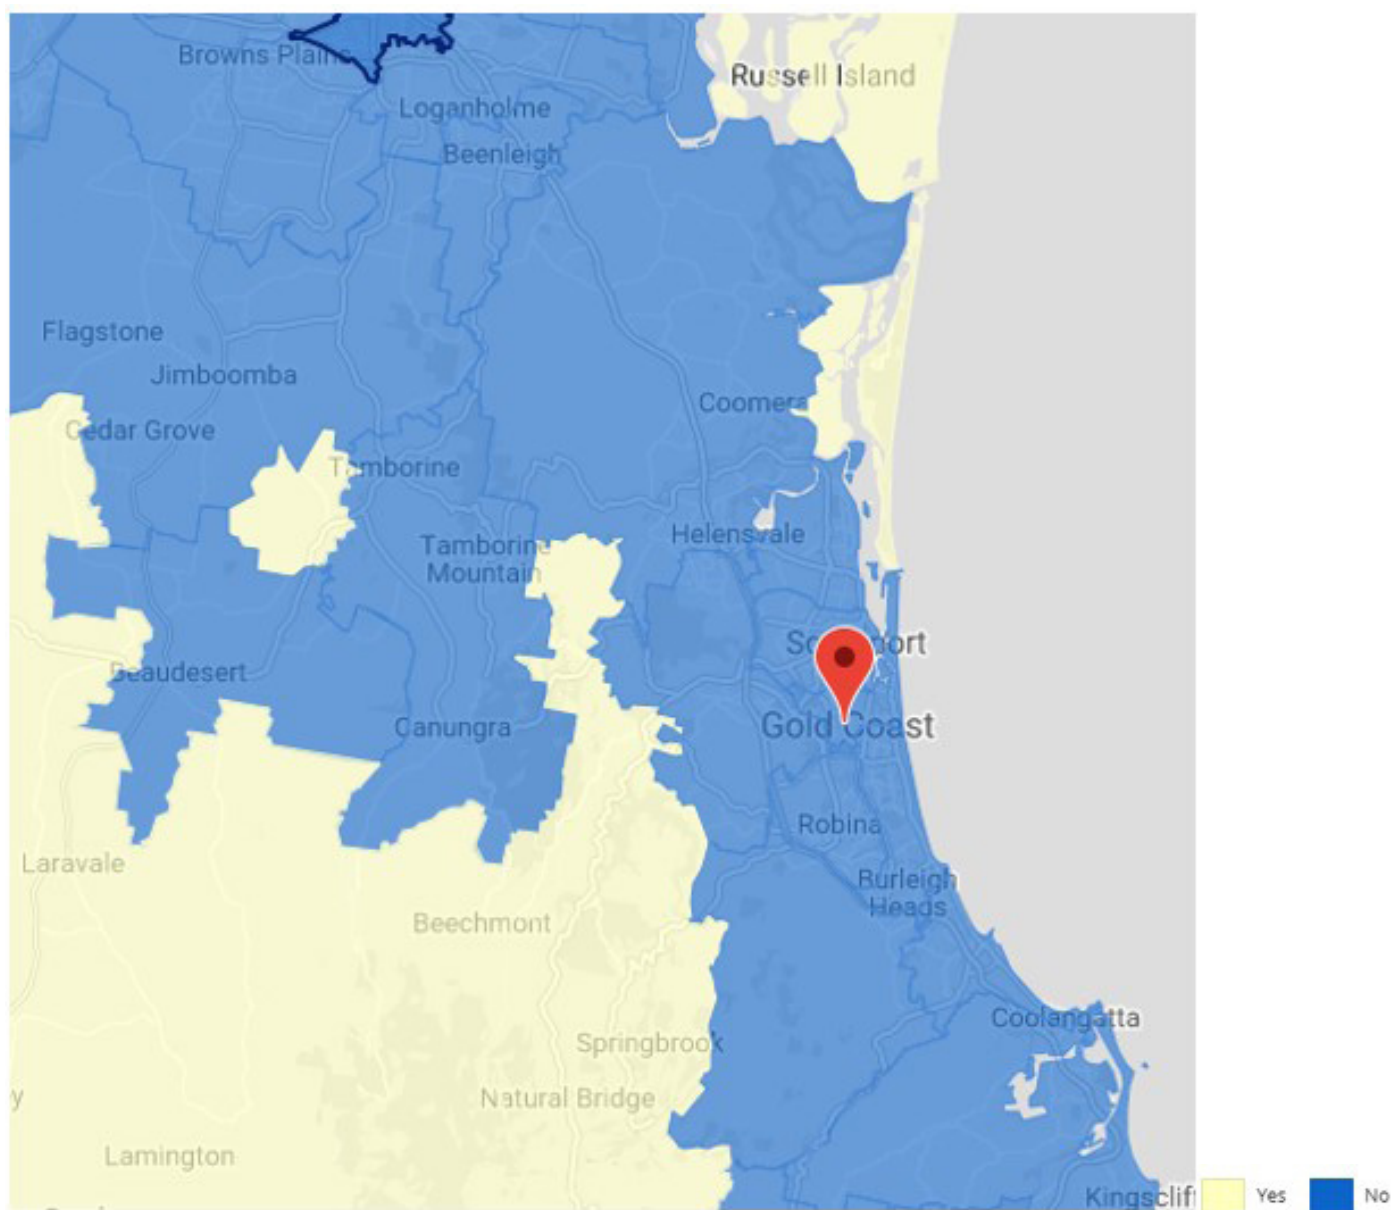 Browns Plains
Russell Island
Loganholme
Beenleigh
Flagstone
Jimboomba
Coomera
Cedar Grove
Tamborine
Helensvale
Tamborine
Mountain
Southport
Beaudesert
Canungra
Gold Coast
Robina
Laravale
Burleigh
Heads
Beechmont
Coolangatta
Springbrook
Natural Bridge
y
Lamington
Kingscliff
Yes
No